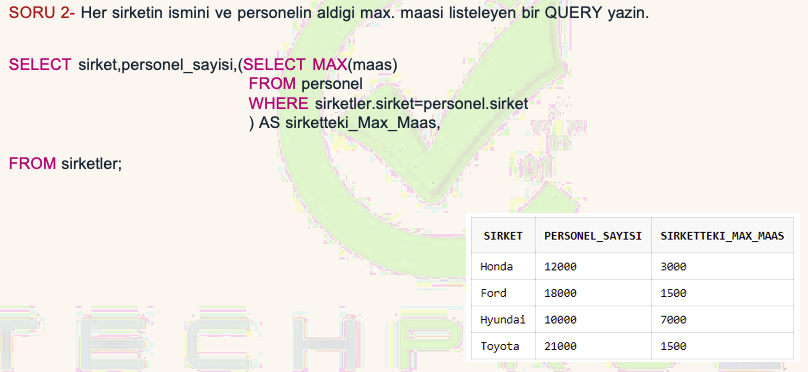 SORU 2- Her sirketin ismini ve personelin aldigi max. maasi listeleyen bir QUERY yazin.
SELECT sirket,personel_sayisi,(SELECT MAX(maas)
FROM personel
WHERE sirketler.sirket=personel.sirket
) AS sirketteki_Max_Maas,
FROM sirketler;
SIRKET PERSONEL_SAYISI SIRKETTEKI_MAX_MAAS
Honda 12000 3000
Ford 18000 1500
Hyundai 10000 7000
Toyota 21000 1500